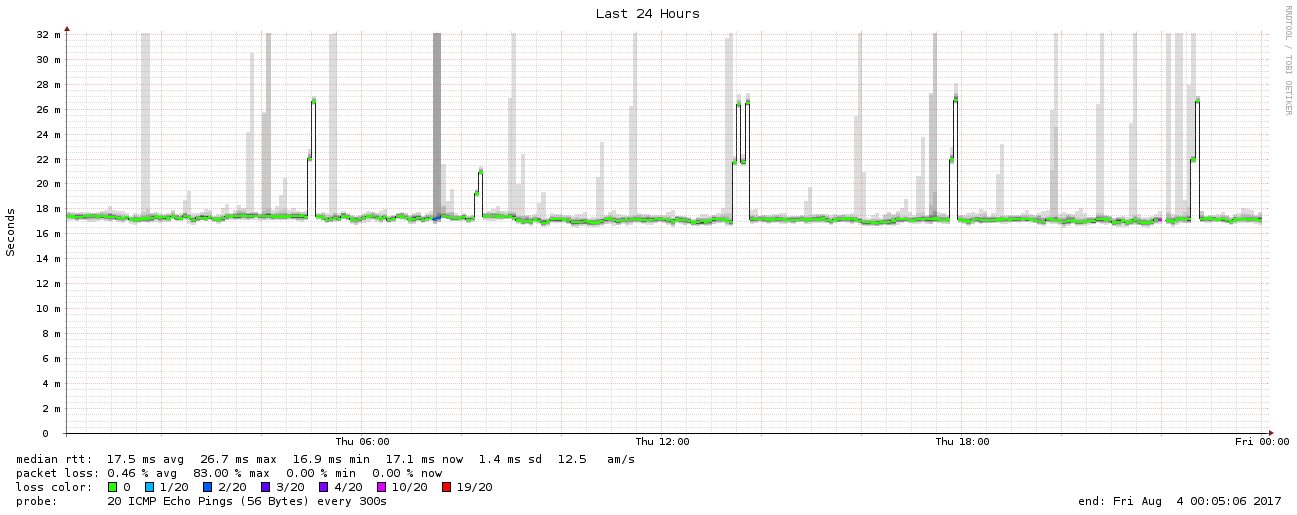 Last 24 Hours
RRDTOOL / TOBI OETIKER
Seconds
32 m
30 m
28 m
26 m
24 m
22 m
20 m
18 m
16 m
14 m
12 m
10 m
8 m
6 m
4 m
2 m
0
Thu 06:00 Thu 12:00 Thu 18:00 Fri 00:00
median rtt: 17.5 ms avg 26.7 ms max 16.9 ms min 17.1 ms now 1.4 ms sd 12.5 am/s
packet loss: 0.46 % avg 83.00 % max 0.00 % min 0.00 % now
loss color: 0 1/20 2/20 3/20 4/20 10/20 19/20
probe: 20 ICMP Echo Pings (56 Bytes) every 300s end: Fri Aug 4 00:05:06 2017